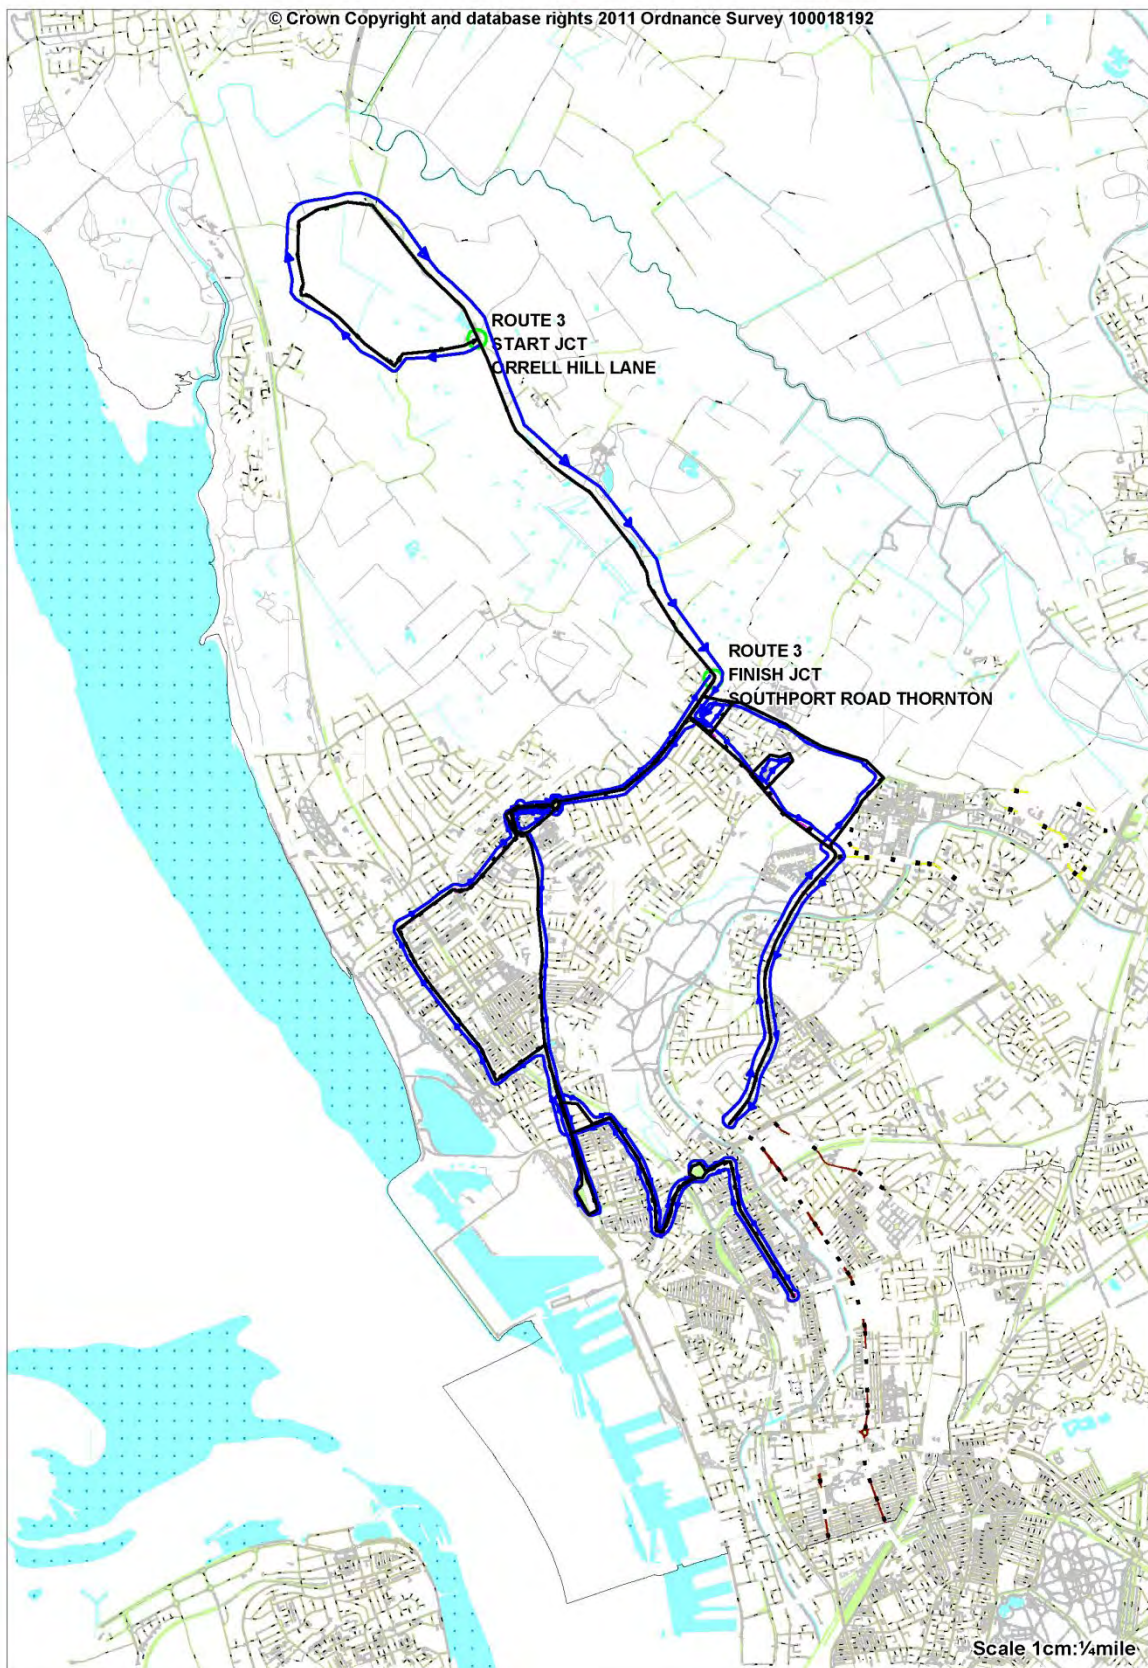 © Crown Copyright and database rights 2011 Ordnance Survey 100018192
ROUTE 3
START JCT
ORRELL HILL LANE
ROUTE 3
FINISH JCT
SOUTHPORT ROAD THORNTON
Scale 1cm:¼mile